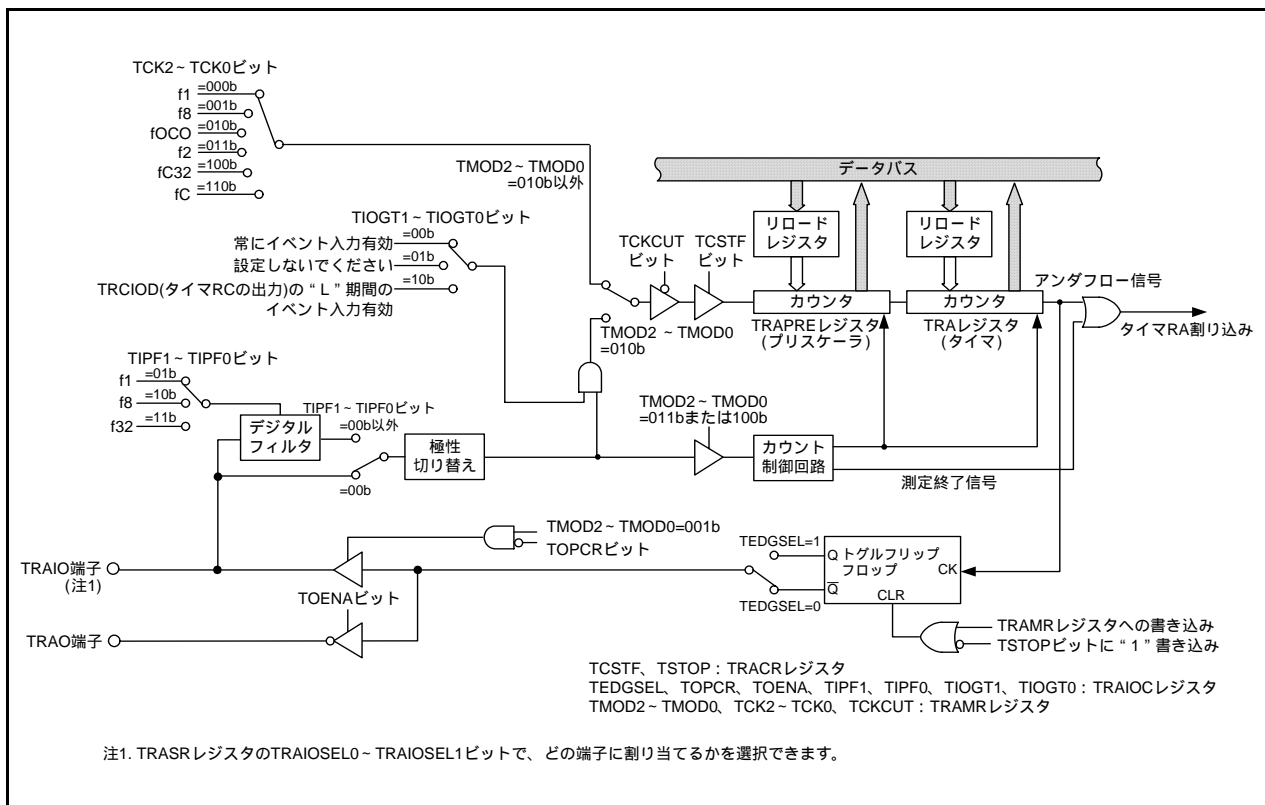 TCK2~TCK0ビット
f1 =000b
f8 =001b
fOCO =010b
f2 =011b
fC32 =100b
fC =110b
TMOD2~TMOD0
=010b以外
TIOGT1~TIOGT0ビット
常にイベント入力有効 =00b
設定しないでください =01b
TRCIOD(タイマRCの出力)の“L”期間の =10b
イベント入力有効
TMOD2~TMOD0
=010b
TCKCUT
ビット
TCSTF
ビット
データバス
リロード
レジスタ
リロード
レジスタ
カウンタ
カウンタ
TRAPREレジスタ
(プリスケーラ)
TRAレジスタ
(タイマ)
アンダフロー信号
タイマRA割り込み
TIPF1~TIPF0ビット
f1 =01b
f8 =10b
f32 =11b
デジタル
フィルタ
TIPF1~TIPF0ビット
=00b以外
=00b
極性
切り替え
TMOD2~TMOD0
=011bまたは100b
カウント
制御回路
測定終了信号
TMOD2~TMOD0=001b
TOPCRビット
TRAIO端子
(注1)
TOENAビット
TRAO端子
TEDGSEL=1
TEDGSEL=0
Q トグルフリップ
フロップ
CK
Q
CLR
TRAMRレジスタへの書き込み
TSTOPビットに“1”書き込み
TCSTF、TSTOP:TRACRレジスタ
TEDGSEL、TOPCR、TOENA、TIPF1、TIPF0、TIOGT1、TIOGT0:TRAIOCレジスタ
TMOD2~TMOD0、TCK2~TCK0、TCKCUT:TRAMRレジスタ
注1. TRASRレジスタのTRAIOSEL0~TRAIOSEL1ビットで、どの端子に割り当てるかを選択できます。